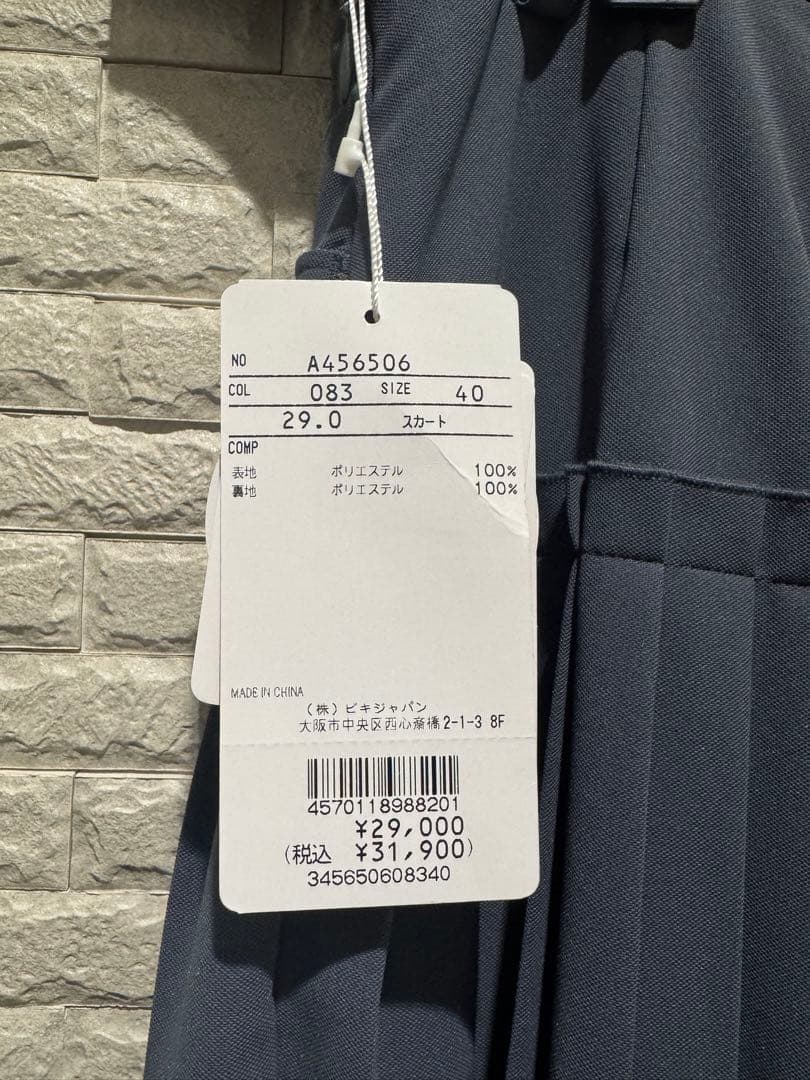 NO A456506
COL 083 SIZE 40
29.0 スカート
COMP
表地 ポリエステル 100%
裏地 ポリエステル 100%
MADE IN CHINA
(株)ビキジャパン
大阪市中央区西心斎橋2-1-3 8F
4570118988201
¥29,000
(税込 ¥31,900)
345650608340